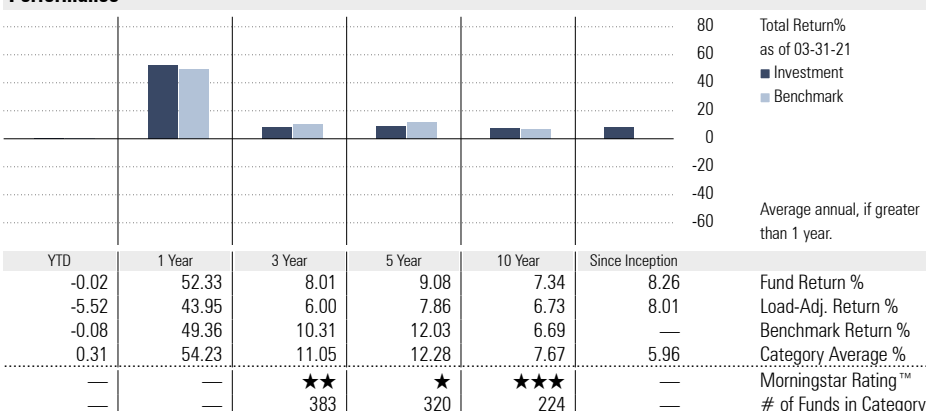 80
60
40
20
0
-20
-40
-60
Total Return%
as of 03-31-21
Investment
Benchmark
Average annual, if greater
than 1 year.
YTD 1 Year 3 Year 5 Year 10 Year Since Inception
-0.02 52.33 8.01 9.08 7.34 8.26 Fund Return %
-5.52 43.95 6.00 7.86 6.73 8.01 Load-Adj. Return %
-0.08 49.36 10.31 12.03 6.69 — Benchmark Return %
0.31 54.23 11.05 12.28 7.67 5.96 Category Average %
— — ★★ ★ ★★★ — Morningstar Rating™
— — 383 320 224 — # of Funds in Category